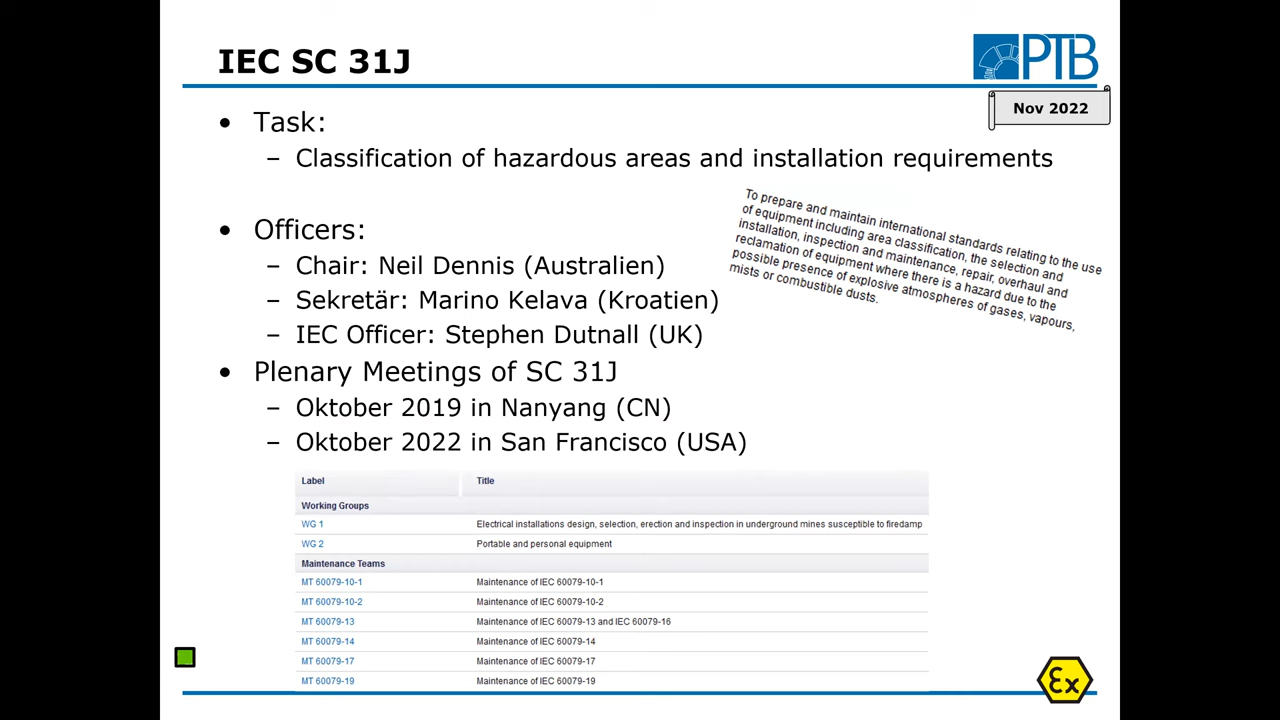 IEC SC 31J
PTB
Nov 2022
• Task:
– Classification of hazardous areas and installation requirements
To prepare and maintain international standards relating to the use
of equipment including area classification, the selection and
installation, inspection and maintenance, repair, overhaul and
reclamation of equipment where there is a hazard due to the
possible presence of explosive atmospheres of gases, vapours,
mists or combustible dusts.
• Officers:
– Chair: Neil Dennis (Australien)
– Sekretär: Marino Kelava (Kroatien)
– IEC Officer: Stephen Dutnall (UK)
• Plenary Meetings of SC 31J
– Oktober 2019 in Nanyang (CN)
– Oktober 2022 in San Francisco (USA)
Label Title
Working Groups
WG 1 Electrical installations design, selection, erection and inspection in underground mines susceptible to firedamp
WG 2 Portable and personal equipment
Maintenance Teams
MT 60079-10-1 Maintenance of IEC 60079-10-1
MT 60079-10-2 Maintenance of IEC 60079-10-2
MT 60079-13 Maintenance of IEC 60079-13 and IEC 60079-16
MT 60079-14 Maintenance of IEC 60079-14
MT 60079-17 Maintenance of IEC 60079-17
MT 60079-19 Maintenance of IEC 60079-19
Ex